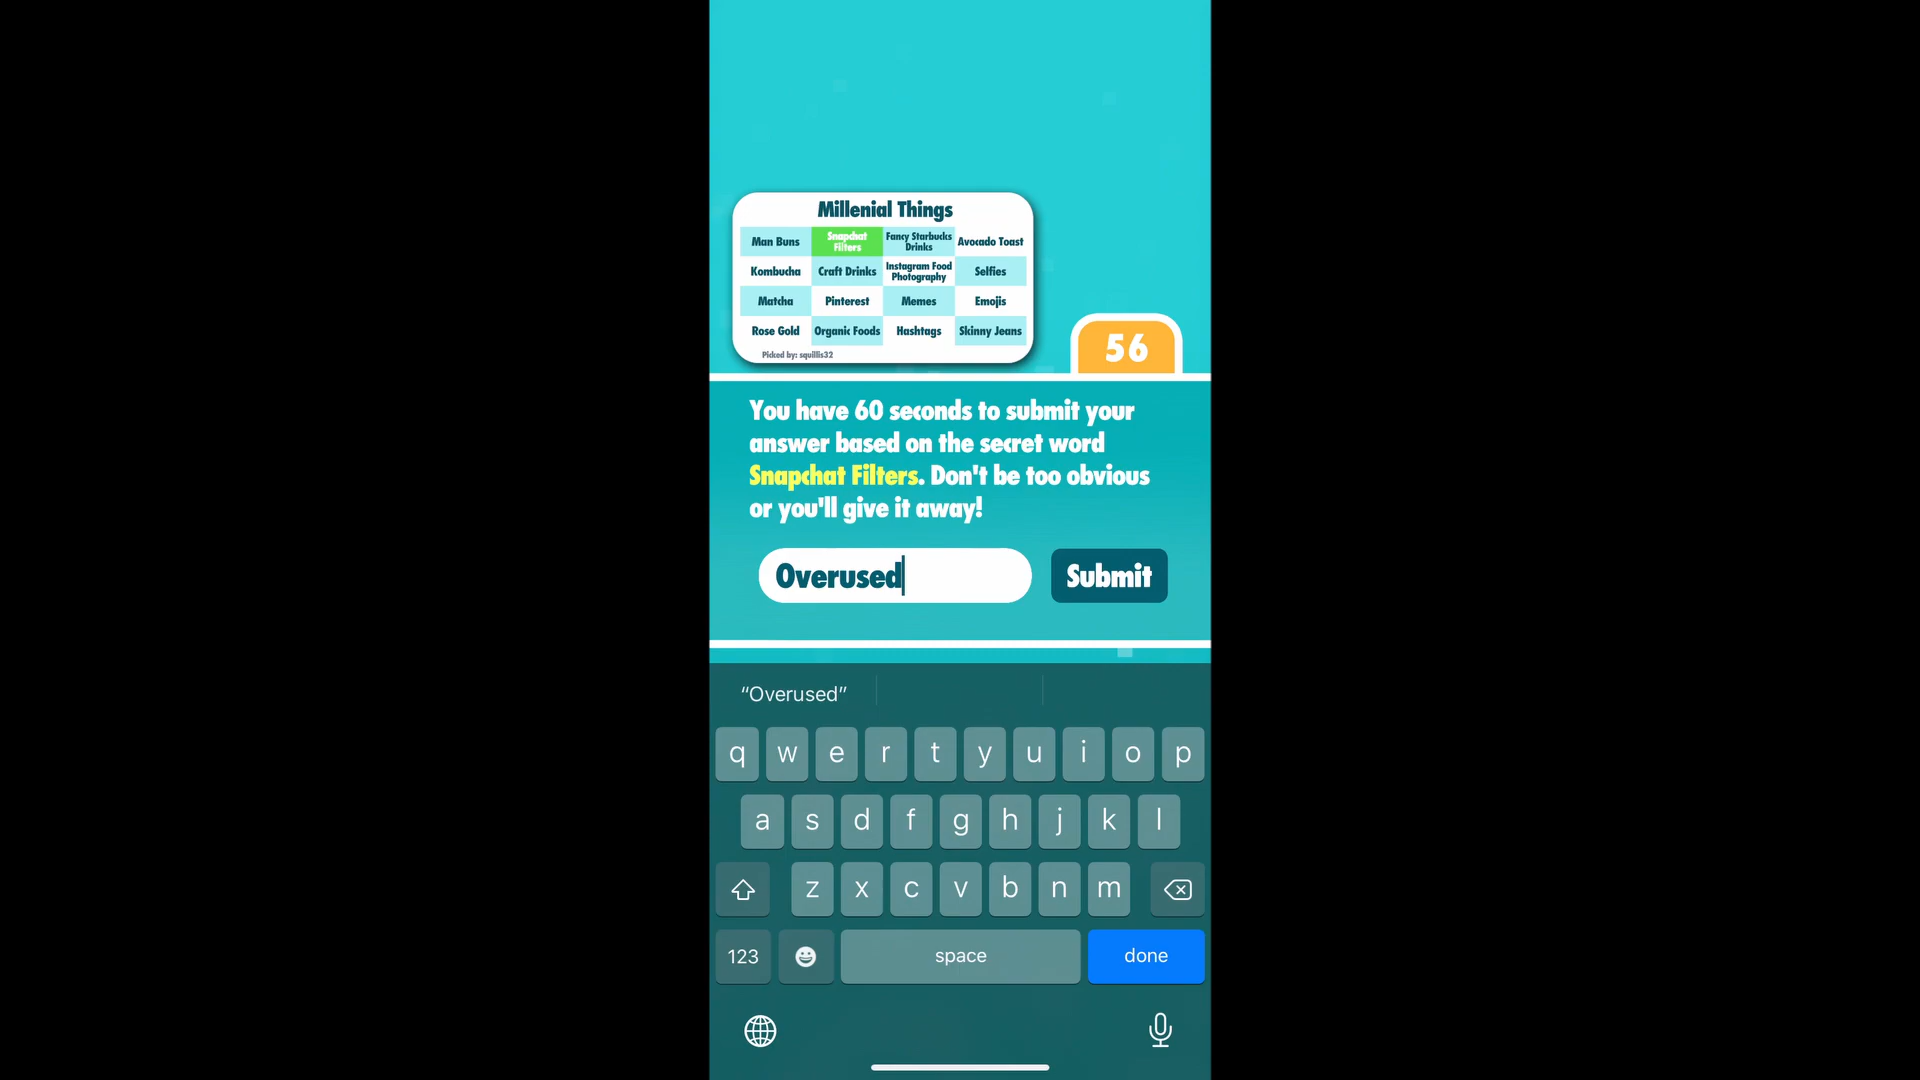 Millenial Things
Man Buns Snapchat Filters Fancy Starbucks Drinks Avocado Toast
Kombucha Craft Drinks Instagram Food Photography Selfies
Matcha Pinterest Memes Emojis
Rose Gold Organic Foods Hashtags Skinny Jeans
Picked by: squillis32
56
You have 60 seconds to submit your
answer based on the secret word
Snapchat Filters. Don't be too obvious
or you'll give it away!
Overused Submit
“Overused”
q w e r t y u i o p
a s d f g h j k l
z x c v b n m
123 space done